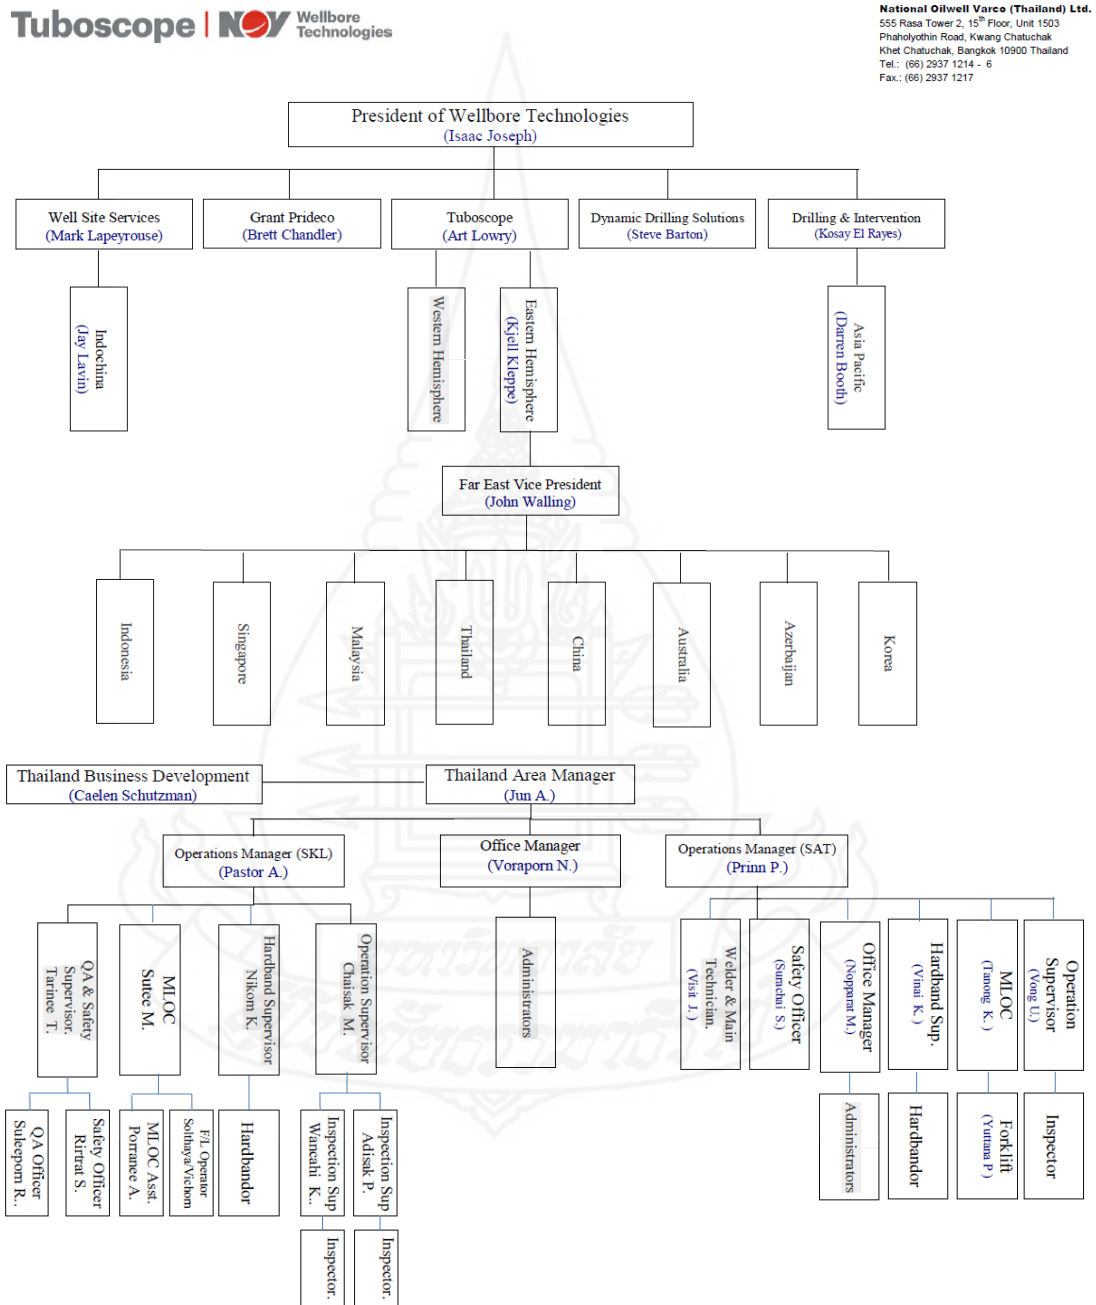 Tuboscope | NOV Wellbore
Technologies
National Oilwell Varco (Thailand) Ltd.
555 Rasa Tower 2, 15th Floor, Unit 1503
Phaholyothin Road, Kwang Chatuchak
Khet Chatuchak, Bangkok 10900 Thailand
Tel.: (66) 2937 1214 - 6
Fax.: (66) 2937 1217
President of Wellbore Technologies
(Isaac Joseph)
Well Site Services
(Mark Lapeyrouse)
Grant Prideco
(Brett Chandler)
Tuboscope
(Art Lowry)
Dynamic Drilling Solutions
(Steve Barton)
Drilling & Intervention
(Kosay El Rayes)
Indochina
(Jay Lavin)
Western Hemisphere
Eastern Hemisphere
(Kjell Kleppe)
Asia Pacific
(Darren Booth)
Far East Vice President
(John Walling)
Indonesia
Singapore
Malaysia
Thailand
China
Australia
Azerbaijan
Korea
Thailand Business Development
(Caelen Schutzman)
Thailand Area Manager
(Jun A.)
Operations Manager (SKL)
(Pastor A.)
Office Manager
(Voraporn N.)
Operations Manager (SAT)
(Prinn P.)
QA & Safety
Supervisor.
Tarinee T.
MLOC
Sutee M.
Hardband Supervisor
Nikom K.
Operation Supervisor
Chaisak M.
Administrators
Welder & Main
Technician.
(Visit J.)
Safety Officer
(Surachai S.)
Office Manager
(Nopparat M.)
Hardband Sup.
(Vinai K.)
MLOC
(Tanong K.)
Operation
Supervisor
(Vong U.)
QA Officer
Suleeporn R..
Safety Officer
Rirtrat S.
MLOC Asst.
Porranee A.
F/L Operator
Solthaya/Vichom
Hardbandor
Inspection Sup
Wancahi K..
Inspection Sup
Adisak P.
Administrators
Hardbandor
Forklift
(Yuttana P )
Inspector
Inspector.
Inspector.